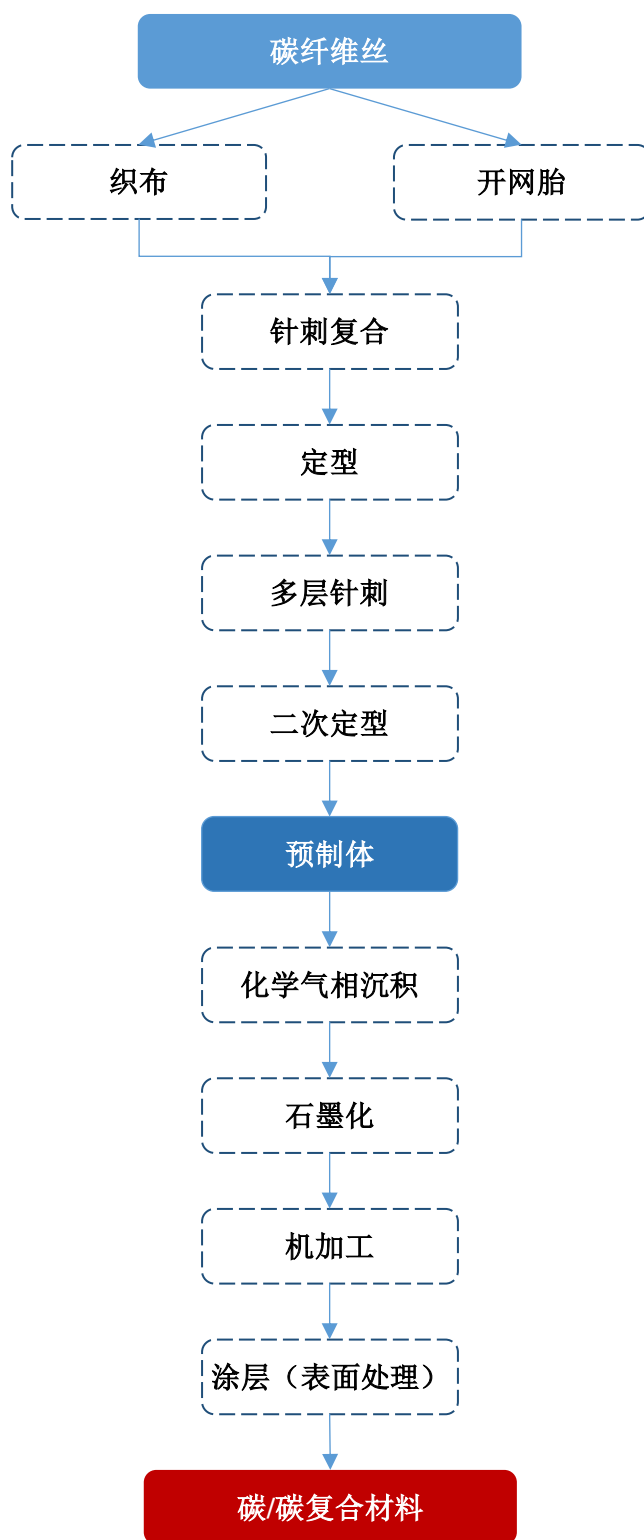 碳纤维丝
织布
开网胎
针刺复合
定型
多层针刺
二次定型
预制体
化学气相沉积
石墨化
机加工
涂层（表面处理）
碳/碳复合材料